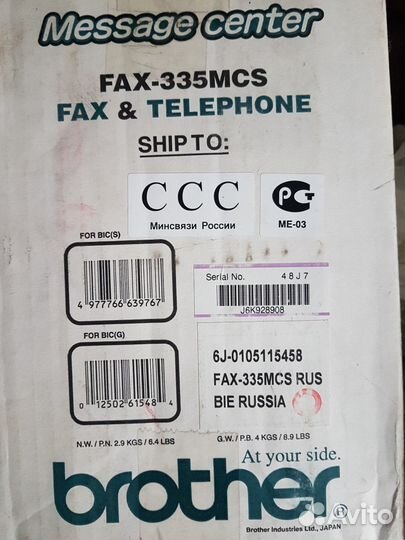 Message center
FAX-335MCS
FAX & TELEPHONE
SHIP TO:
CCC
Минсвязи России
РСТ
МЕ-03
FOR BIC(S)
4 977766 639767
Serial No. 48J7
J6K928908
FOR BIC(G)
0 12502 61548 4
6J-0105115458
FAX-335MCS RUS
BIE RUSSIA
N.W. / P.N. 2.9 KGS / 6.4 LBS
G.W. / P.B. 4 KGS / 8.9 LBS
At your side.
brother®
Brother Industries Ltd., JAPAN
Avito